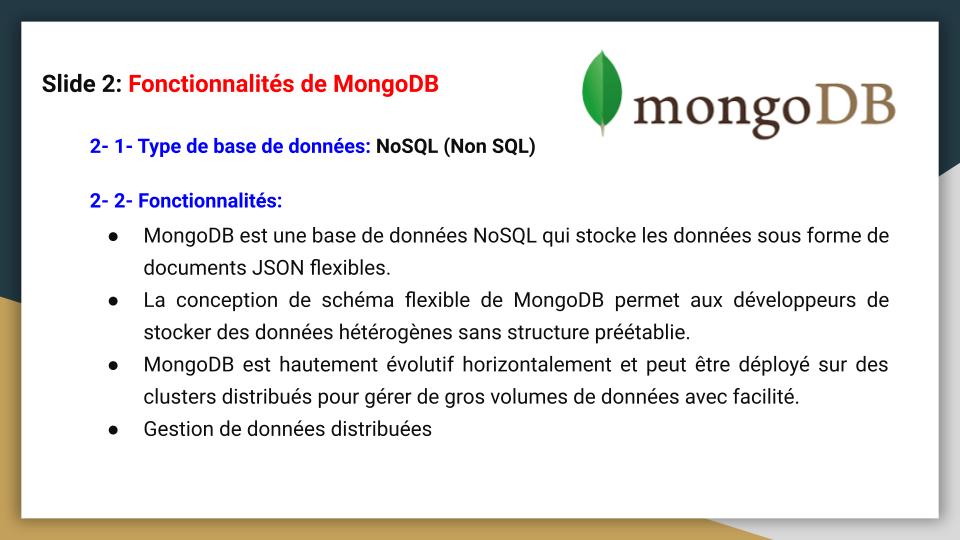 Slide 2: Fonctionnalités de MongoDB
mongoDB
2- 1- Type de base de données: NoSQL (Non SQL)
2- 2- Fonctionnalités:
● MongoDB est une base de données NoSQL qui stocke les données sous forme de
documents JSON flexibles.
● La conception de schéma flexible de MongoDB permet aux développeurs de
stocker des données hétérogènes sans structure préétablie.
● MongoDB est hautement évolutif horizontalement et peut être déployé sur des
clusters distribués pour gérer de gros volumes de données avec facilité.
● Gestion de données distribuées